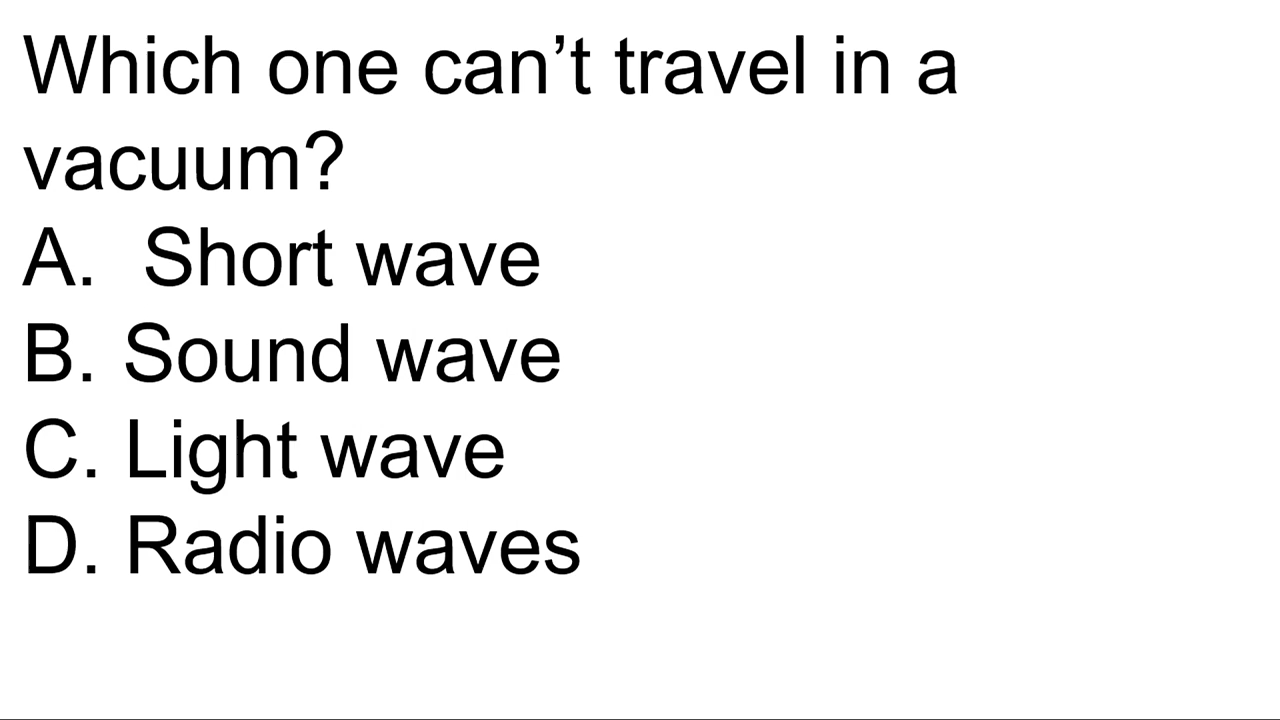 Which one can’t travel in a
vacuum?
A.  Short wave
B. Sound wave
C. Light wave
D. Radio waves